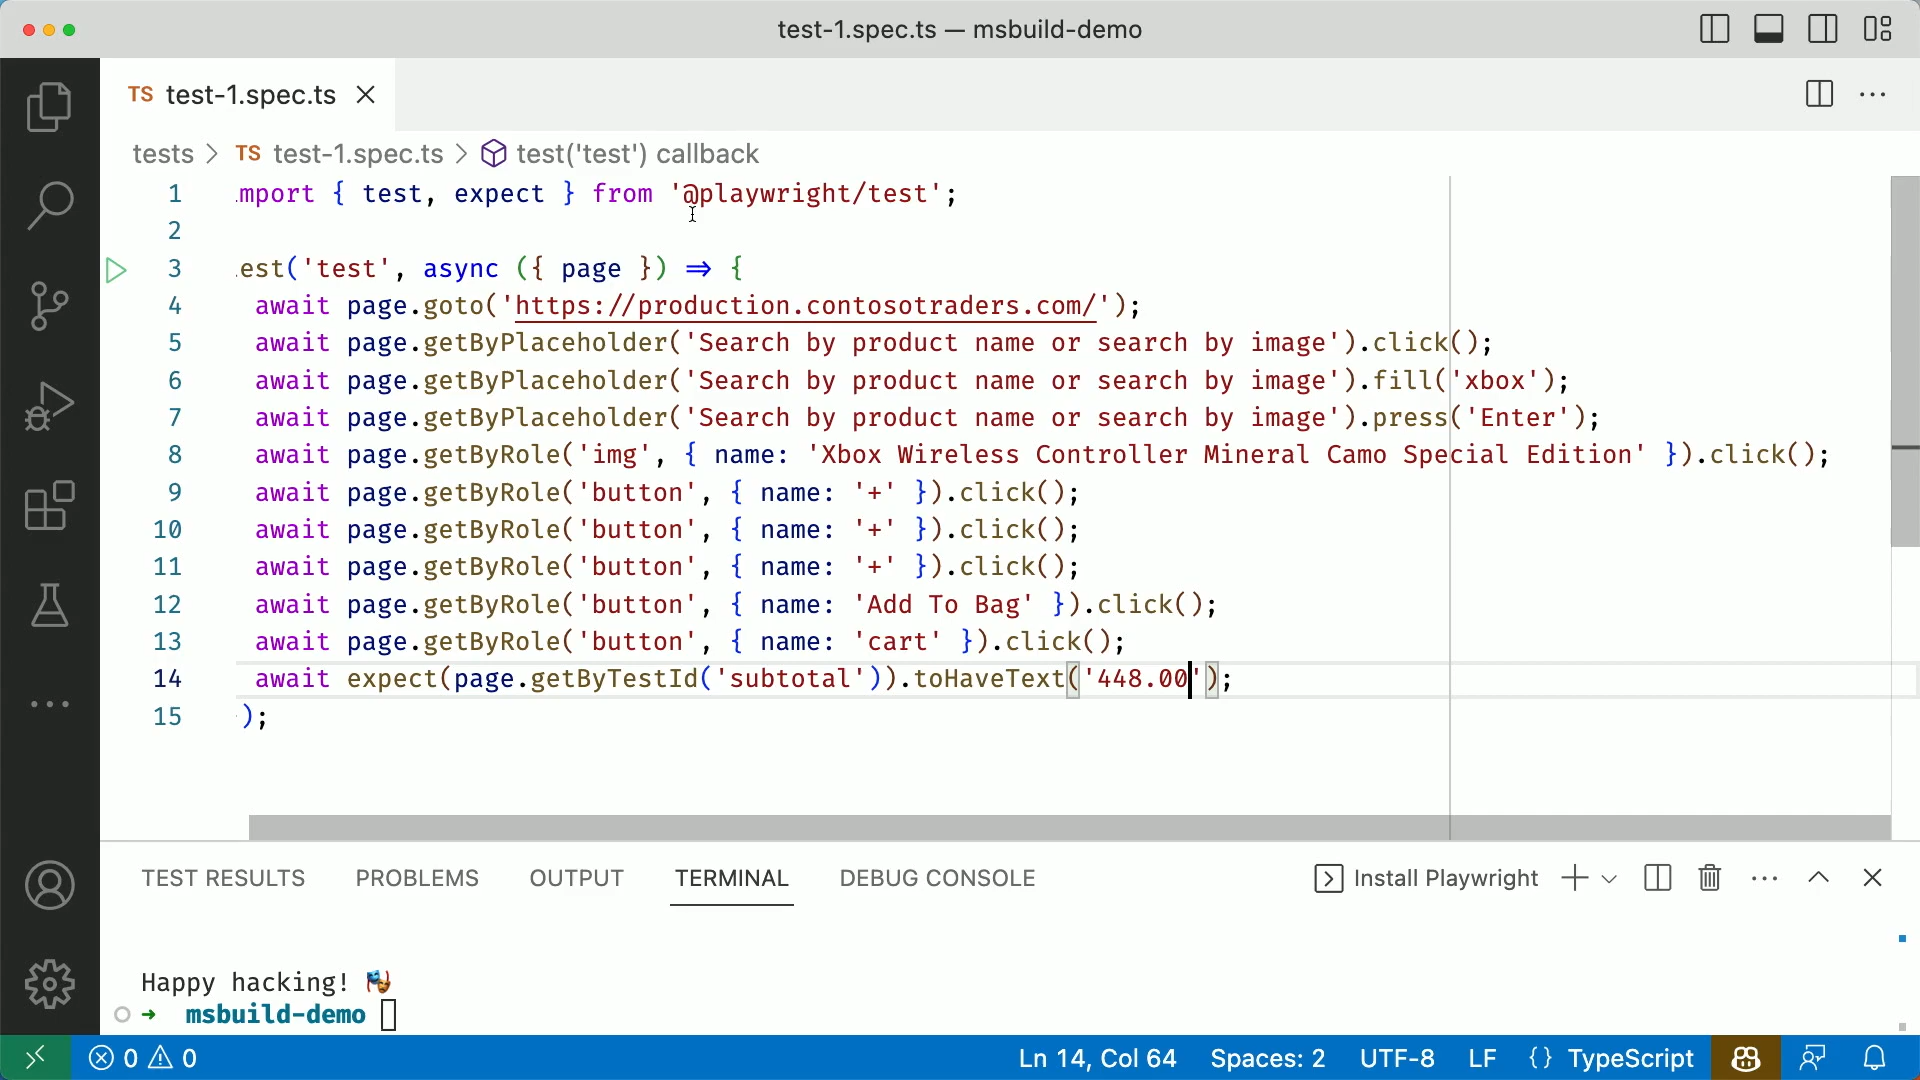 test-1.spec.ts — msbuild-demo
TS test-1.spec.ts
tests > TS test-1.spec.ts > test('test') callback
1 mport { test, expect } from '@playwright/test';
2
3 est('test', async ({ page }) => {
4 await page.goto('https://production.contosotraders.com/');
5 await page.getByPlaceholder('Search by product name or search by image').click();
6 await page.getByPlaceholder('Search by product name or search by image').fill('xbox');
7 await page.getByPlaceholder('Search by product name or search by image').press('Enter');
8 await page.getByRole('img', { name: 'Xbox Wireless Controller Mineral Camo Special Edition' }).click();
9 await page.getByRole('button', { name: '+' }).click();
10 await page.getByRole('button', { name: '+' }).click();
11 await page.getByRole('button', { name: '+' }).click();
12 await page.getByRole('button', { name: 'Add To Bag' }).click();
13 await page.getByRole('button', { name: 'cart' }).click();
14 await expect(page.getByTestId('subtotal')).toHaveText('448.00');
15 );
TEST RESULTS PROBLEMS OUTPUT TERMINAL DEBUG CONSOLE Install Playwright
Happy hacking! 🎭
➜ msbuild-demo
0 0 Ln 14, Col 64 Spaces: 2 UTF-8 LF {} TypeScript